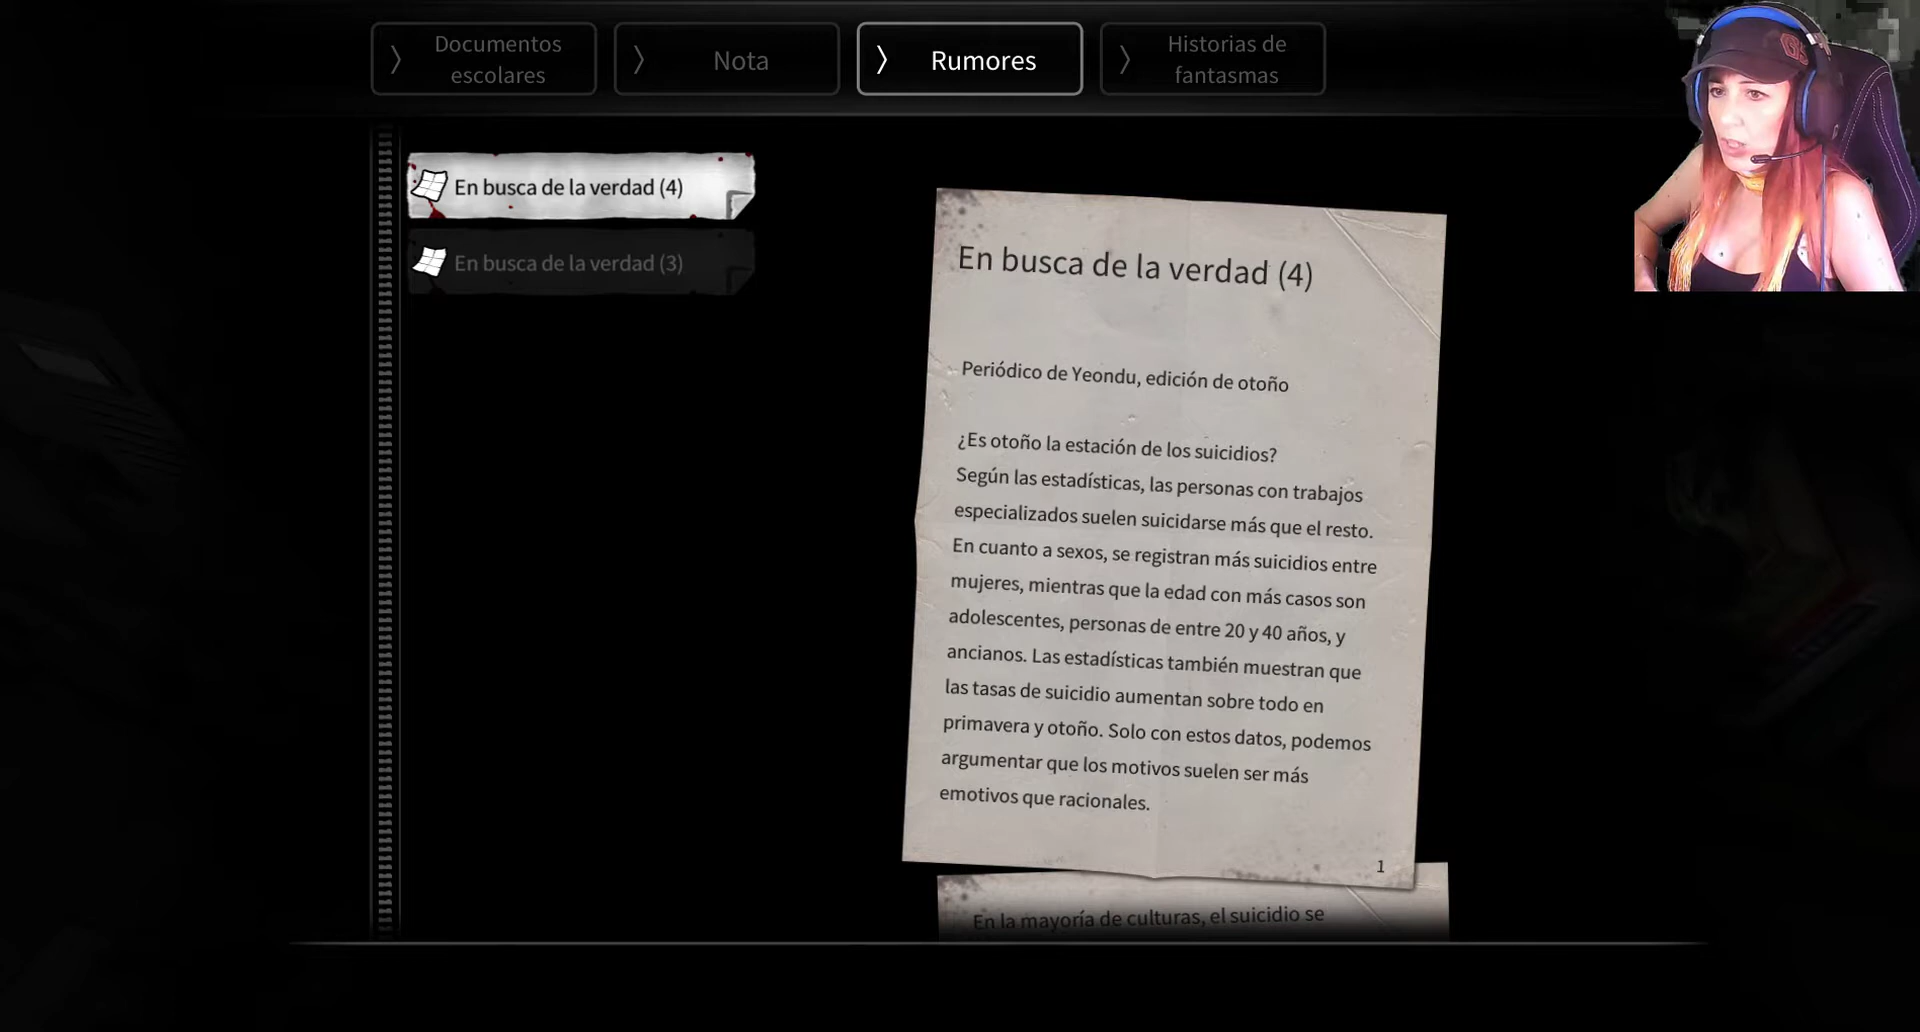 Documentos
escolares
Nota
Rumores
Historias de
fantasmas
En busca de la verdad (4)
En busca de la verdad (3)
En busca de la verdad (4)
Periódico de Yeondu, edición de otoño
¿Es otoño la estación de los suicidios?
Según las estadísticas, las personas con trabajos
especializados suelen suicidarse más que el resto.
En cuanto a sexos, se registran más suicidios entre
mujeres, mientras que la edad con más casos son
adolescentes, personas de entre 20 y 40 años, y
ancianos. Las estadísticas también muestran que
las tasas de suicidio aumentan sobre todo en
primavera y otoño. Solo con estos datos, podemos
argumentar que los motivos suelen ser más
emotivos que racionales.
1
En la mayoría de culturas, el suicidio se